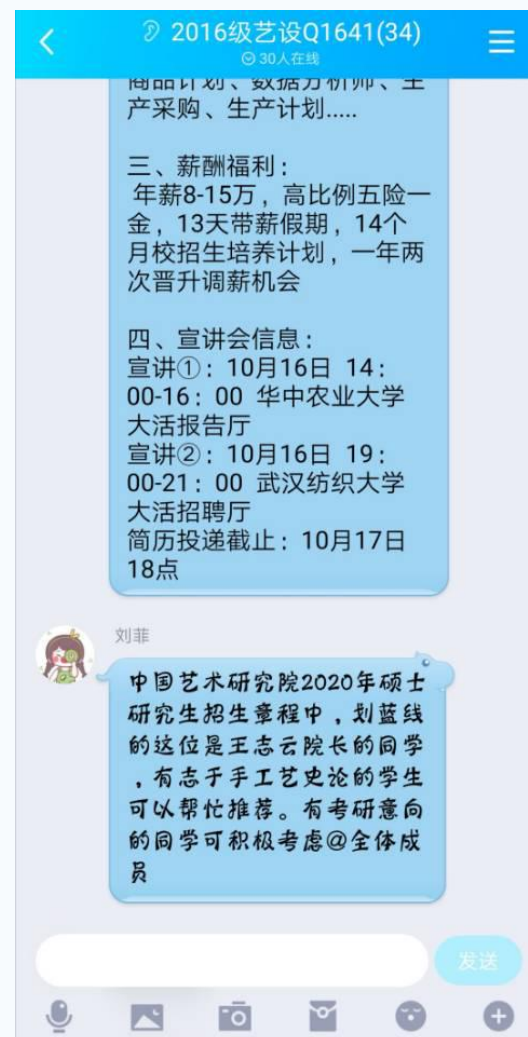 2016级艺设Q1641(34)
30人在线
商品计划、数据分析师、生
产采购、生产计划.....
三、薪酬福利：
年薪8-15万，高比例五险一
金，13天带薪假期，14个
月校招生培养计划，一年两
次晋升调薪机会
四、宣讲会信息：
宣讲①：10月16日 14：
00-16：00 华中农业大学
大活报告厅
宣讲②：10月16日 19：
00-21：00 武汉纺织大学
大活招聘厅
简历投递截止：10月17日
18点
刘菲
中国艺术研究院2020年硕士
研究生招生章程中，划蓝线
的这位是王志云院长的同学
，有志于手工艺史论的学生
可以帮忙推荐。有考研意向
的同学可积极考虑@全体成
员
发送